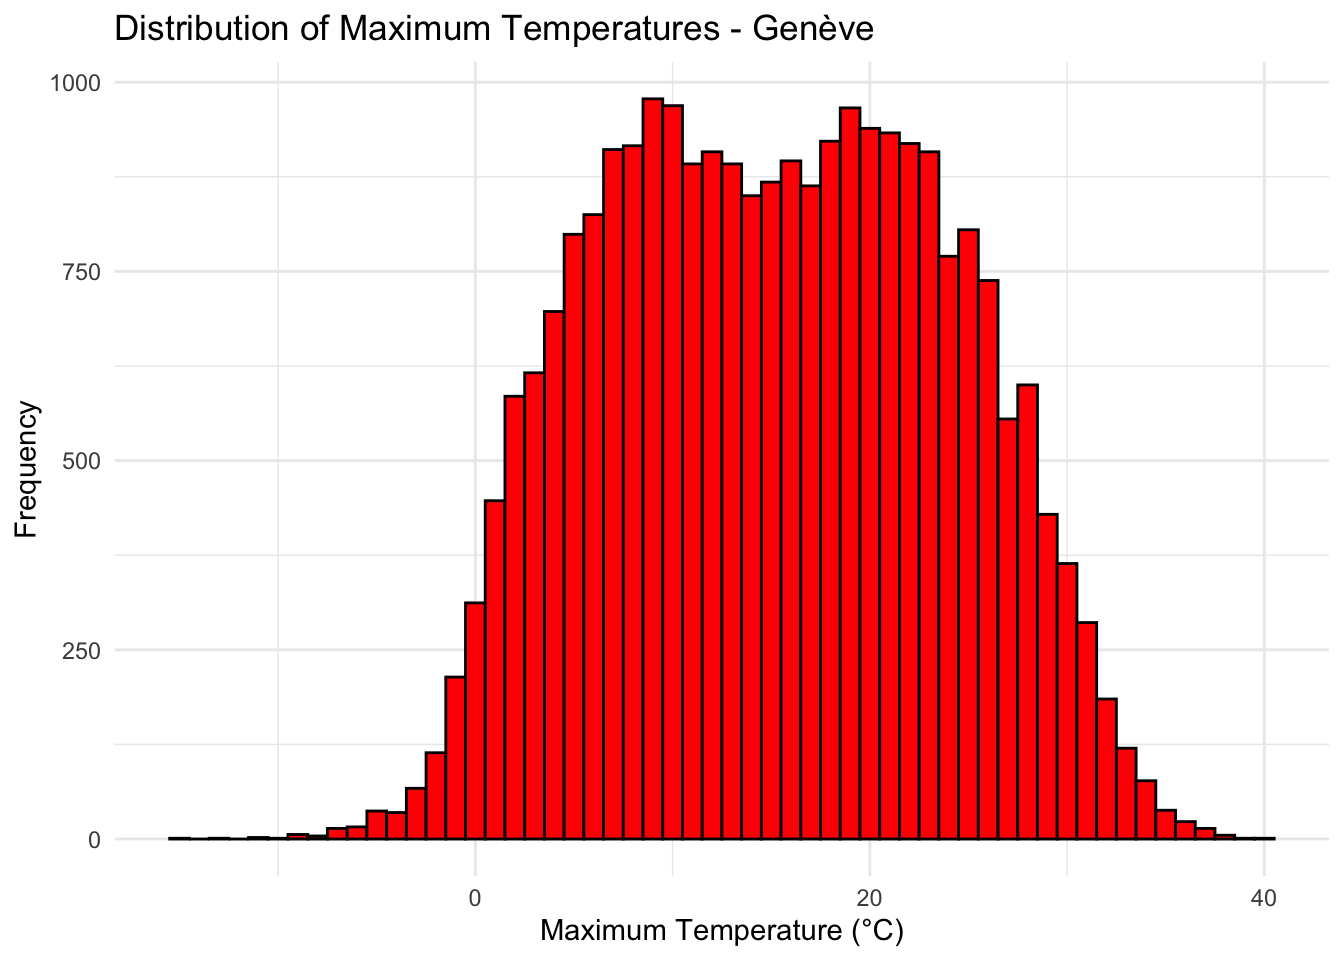 Distribution of Maximum Temperatures - Genève
1000
750
500
250
0
Frequency
0 20 40
Maximum Temperature (°C)